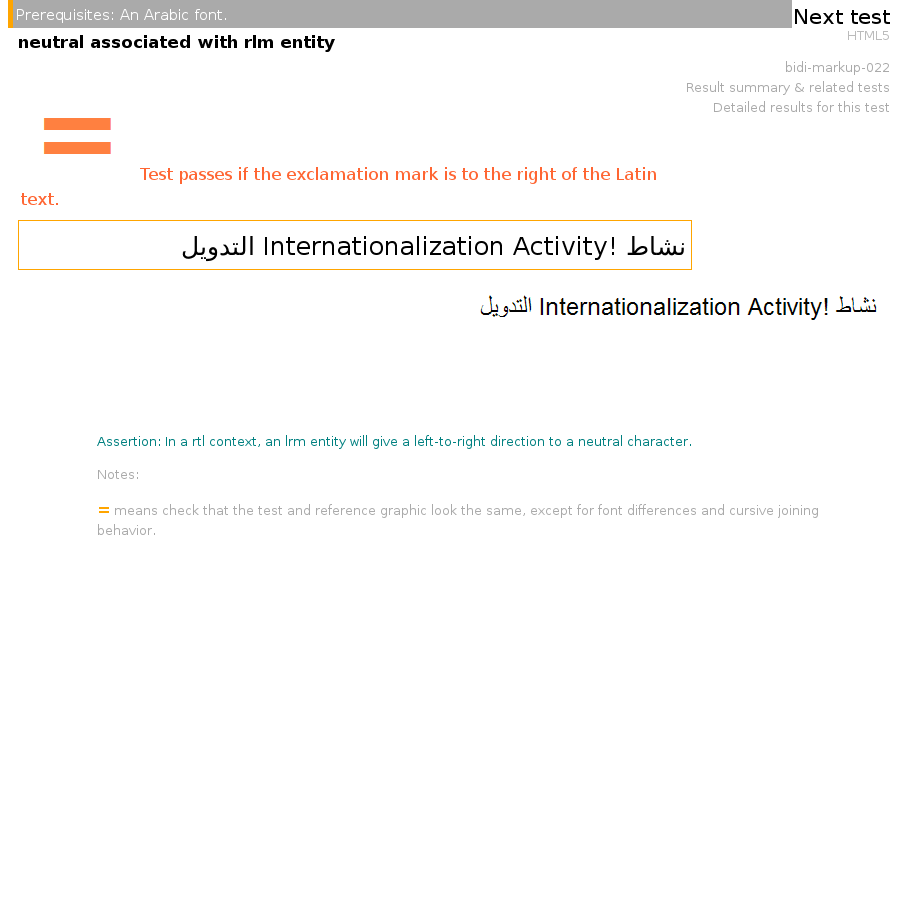 Prerequisites: An Arabic font.
Next test
neutral associated with rlm entity
HTML5
bidi-markup-022
Result summary & related tests
Detailed results for this test
Test passes if the exclamation mark is to the right of the Latin
text.
نشاط Internationalization Activity! التدويل
نشاط Internationalization Activity! التدويل
Assertion: In a rtl context, an lrm entity will give a left-to-right direction to a neutral character.
Notes:
= means check that the test and reference graphic look the same, except for font differences and cursive joining
behavior.